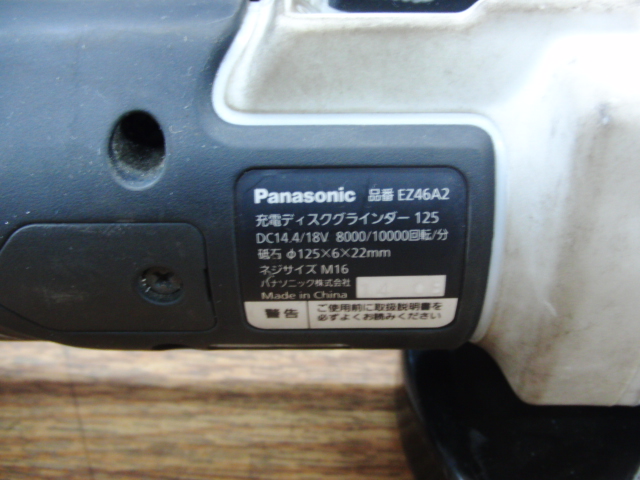 Panasonic 品番 EZ46A2
充電ディスクグラインダー 125
DC14.4/18V 8000/10000回転/分
砥石 φ125×6×22mm
ネジサイズ M16
パナソニック株式会社
Made in China
警告 ご使用前に取扱説明書を
必ずよくお読みください